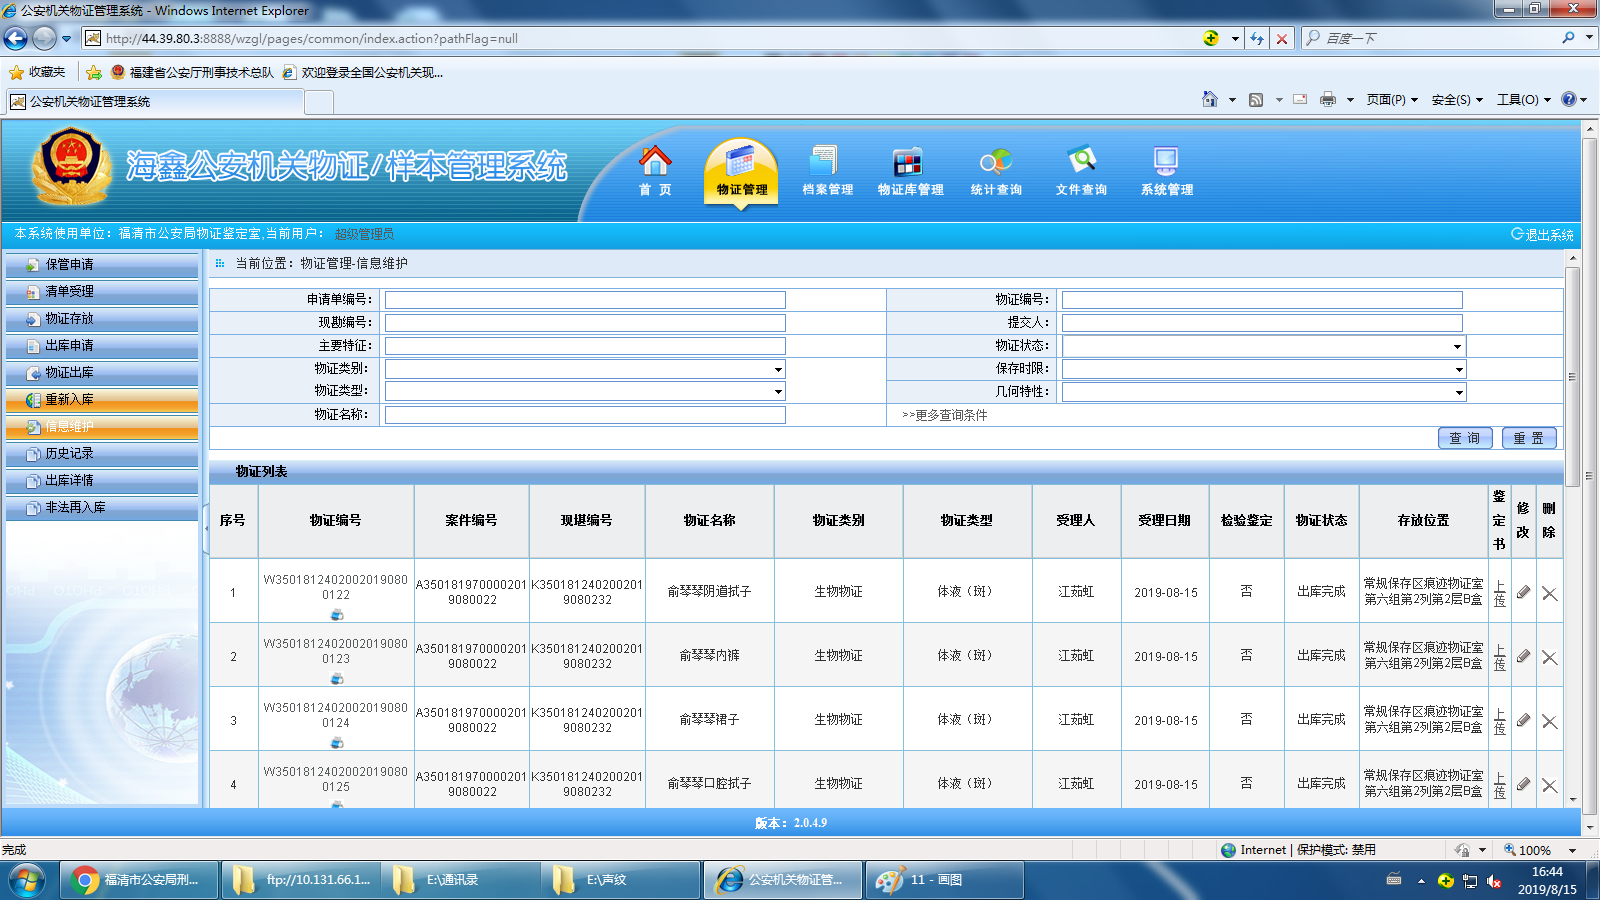 公安机关物证管理系统 - Windows Internet Explorer
http://44.39.80.3:8888/wzgl/pages/common/index.action?pathFlag=null
百度一下
收藏夹
福建省公安厅刑事技术总队
欢迎登录全国公安机关现...
公安机关物证管理系统
页面(P)
安全(S)
工具(O)
海鑫公安机关物证/样本管理系统
首 页
物证管理
档案管理
物证库管理
统计查询
文件查询
系统管理
本系统使用单位：福清市公安局物证鉴定室,当前用户： 超级管理员
退出系统
保管申请
清单受理
物证存放
出库申请
物证出库
重新入库
信息维护
历史记录
出库详情
非法再入库
当前位置：物证管理-信息维护
申请单编号：
物证编号：
现勘编号：
提交人：
主要特征：
物证状态：
物证类别：
保存时限：
物证类型：
几何特性：
物证名称：
>>更多查询条件
查 询
重 置
物证列表
序号 物证编号 案件编号 现堪编号 物证名称 物证类别 物证类型 受理人 受理日期 检验鉴定 物证状态 存放位置 鉴定书 修改 删除
1 W35018124020020190800122 A3501819700002019080022 K3501812402002019080232 俞琴琴阴道拭子 生物物证 体液（斑） 江茹虹 2019-08-15 否 出库完成 常规保存区痕迹物证室第六组第2列第2层B盒 上传
2 W35018124020020190800123 A3501819700002019080022 K3501812402002019080232 俞琴琴内裤 生物物证 体液（斑） 江茹虹 2019-08-15 否 出库完成 常规保存区痕迹物证室第六组第2列第2层B盒 上传
3 W35018124020020190800124 A3501819700002019080022 K3501812402002019080232 俞琴琴裙子 生物物证 体液（斑） 江茹虹 2019-08-15 否 出库完成 常规保存区痕迹物证室第六组第2列第2层B盒 上传
4 W35018124020020190800125 A3501819700002019080022 K3501812402002019080232 俞琴琴口腔拭子 生物物证 体液（斑） 江茹虹 2019-08-15 否 出库完成 常规保存区痕迹物证室第六组第2列第2层B盒 上传
版本：2.0.4.9
完成
Internet | 保护模式: 禁用
100%
福清市公安局刑...
ftp://10.131.66.1...
E:\通讯录
E:\声纹
公安机关物证管...
11 - 画图
16:44
2019/8/15